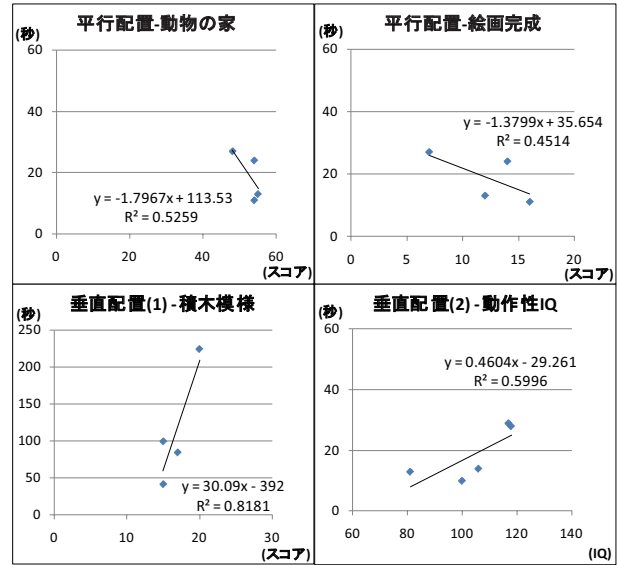 平行配置-動物の家
(秒)
60
40
20
0
y = -1.7967x + 113.53
R² = 0.5259
0 20 40 60
(スコア)
平行配置-絵画完成
(秒)
60
40
20
0
y = -1.3799x + 35.654
R² = 0.4514
0 5 10 15 20
(スコア)
垂直配置(1) - 積木模様
(秒)
250
200
150
100
50
0
y = 30.09x - 392
R² = 0.8181
0 10 20 30
(スコア)
垂直配置(2) - 動作性IQ
(秒)
60
40
20
0
y = 0.4604x - 29.261
R² = 0.5996
60 80 100 120 140
(IQ)